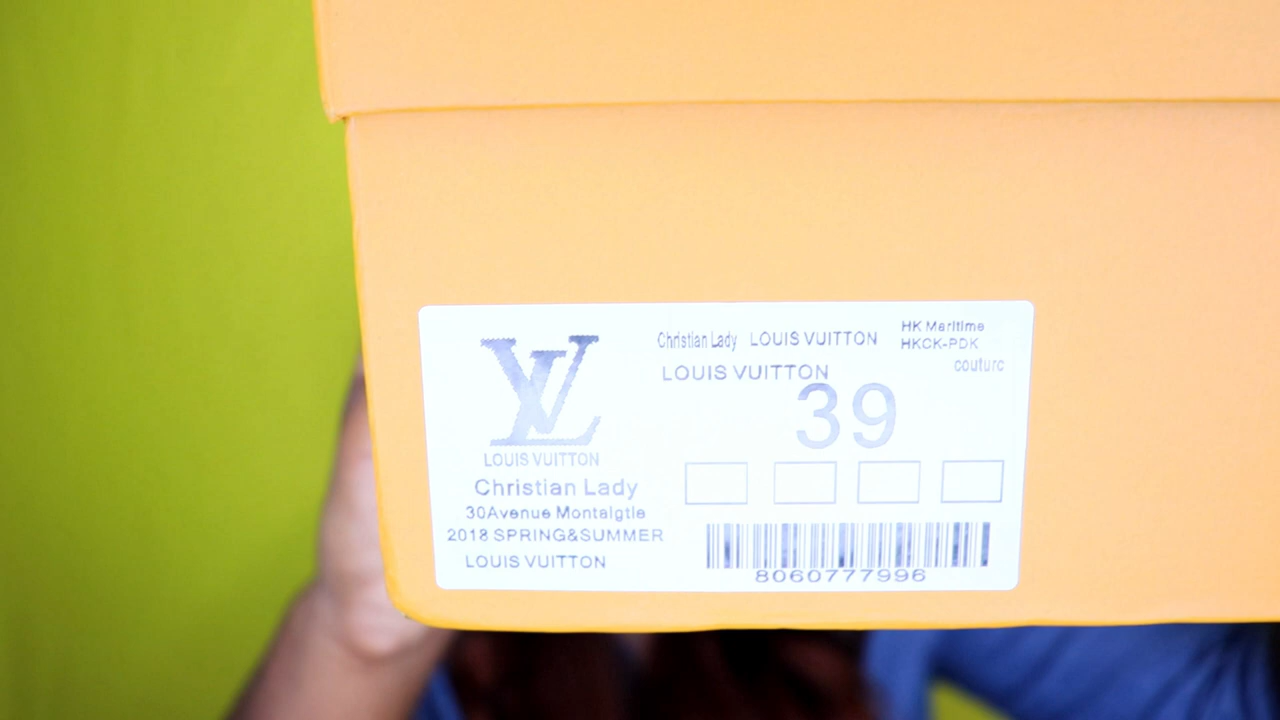 LV
LOUIS VUITTON
Christian Lady
30Avenue Montaigtie
2018 SPRING&SUMMER
LOUIS VUITTON
Christian Lady LOUIS VUITTON
HK Maritime
HKCK-PDK
couturc
LOUIS VUITTON
39
8060777996